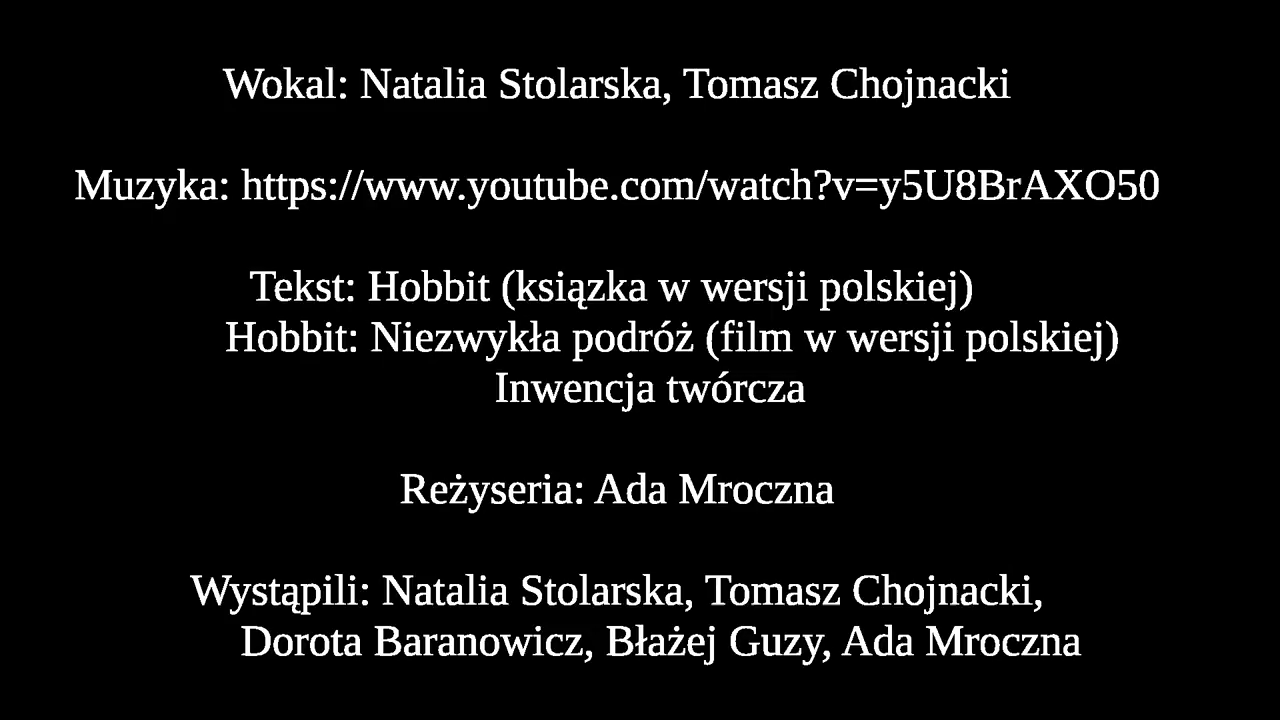 Wokal: Natalia Stolarska, Tomasz Chojnacki
Muzyka: https://www.youtube.com/watch?v=y5U8BrAXO50
Tekst: Hobbit (książka w wersji polskiej)
Hobbit: Niezwykła podróż (film w wersji polskiej)
Inwencja twórcza
Reżyseria: Ada Mroczna
Wystąpili: Natalia Stolarska, Tomasz Chojnacki,
Dorota Baranowicz, Błażej Guzy, Ada Mroczna